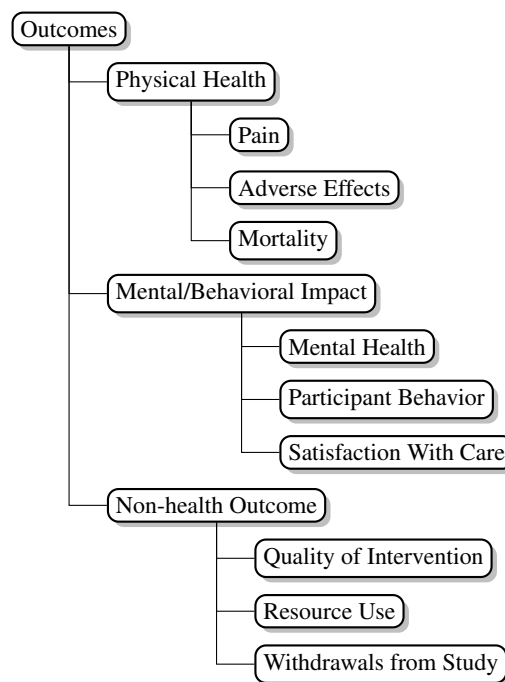 Outcomes
Physical Health
Pain
Adverse Effects
Mortality
Mental/Behavioral Impact
Mental Health
Participant Behavior
Satisfaction With Care
Non-health Outcome
Quality of Intervention
Resource Use
Withdrawals from Study